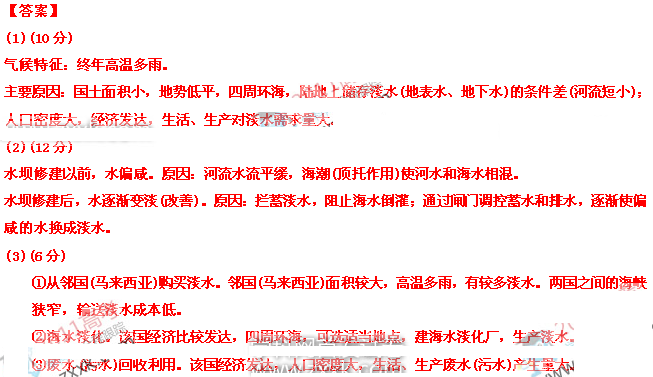 【答案】
(1)(10 分)
气候特征：终年高温多雨。
主要原因：国土面积小，地势低平，四周环海，陆地上储存淡水(地表水、地下水)的条件差(河流短小)；
人口密度大，经济发达，生活、生产对淡水需求量大。
(2)(12 分)
水坝修建以前，水偏咸。原因：河流水流平缓，海潮(顶托作用)使河水和海水相混。
水坝修建后，水逐渐变淡(改善)。原因：拦蓄淡水，阻止海水倒灌；通过闸门调控蓄水和排水，逐渐使偏
咸的水换成淡水。
(3)(6 分)
①从邻国(马来西亚)购买淡水。邻国(马来西亚)面积较大，高温多雨，有较多淡水。两国之间的海峡
狭窄，输送淡水成本低。
②海水淡化。该国经济比较发达，四周环海，可选适当地点，建海水淡化厂，生产淡水。
③废水(污水)回收利用。该国经济发达，人口密度大，生活、生产废水(污水)产生量大